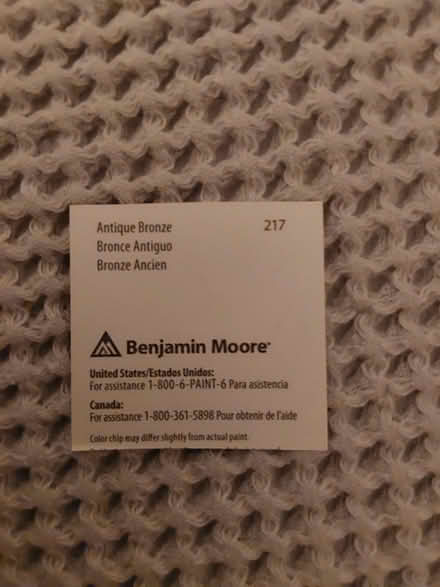 Antique Bronze 217
Bronce Antiguo
Bronze Ancien
Benjamin Moore®
United States/Estados Unidos:
For assistance 1-800-6-PAINT-6 Para asistencia
Canada:
For assistance 1-800-361-5898 Pour obtenir de l'aide
Color chip may differ slightly from actual paint.